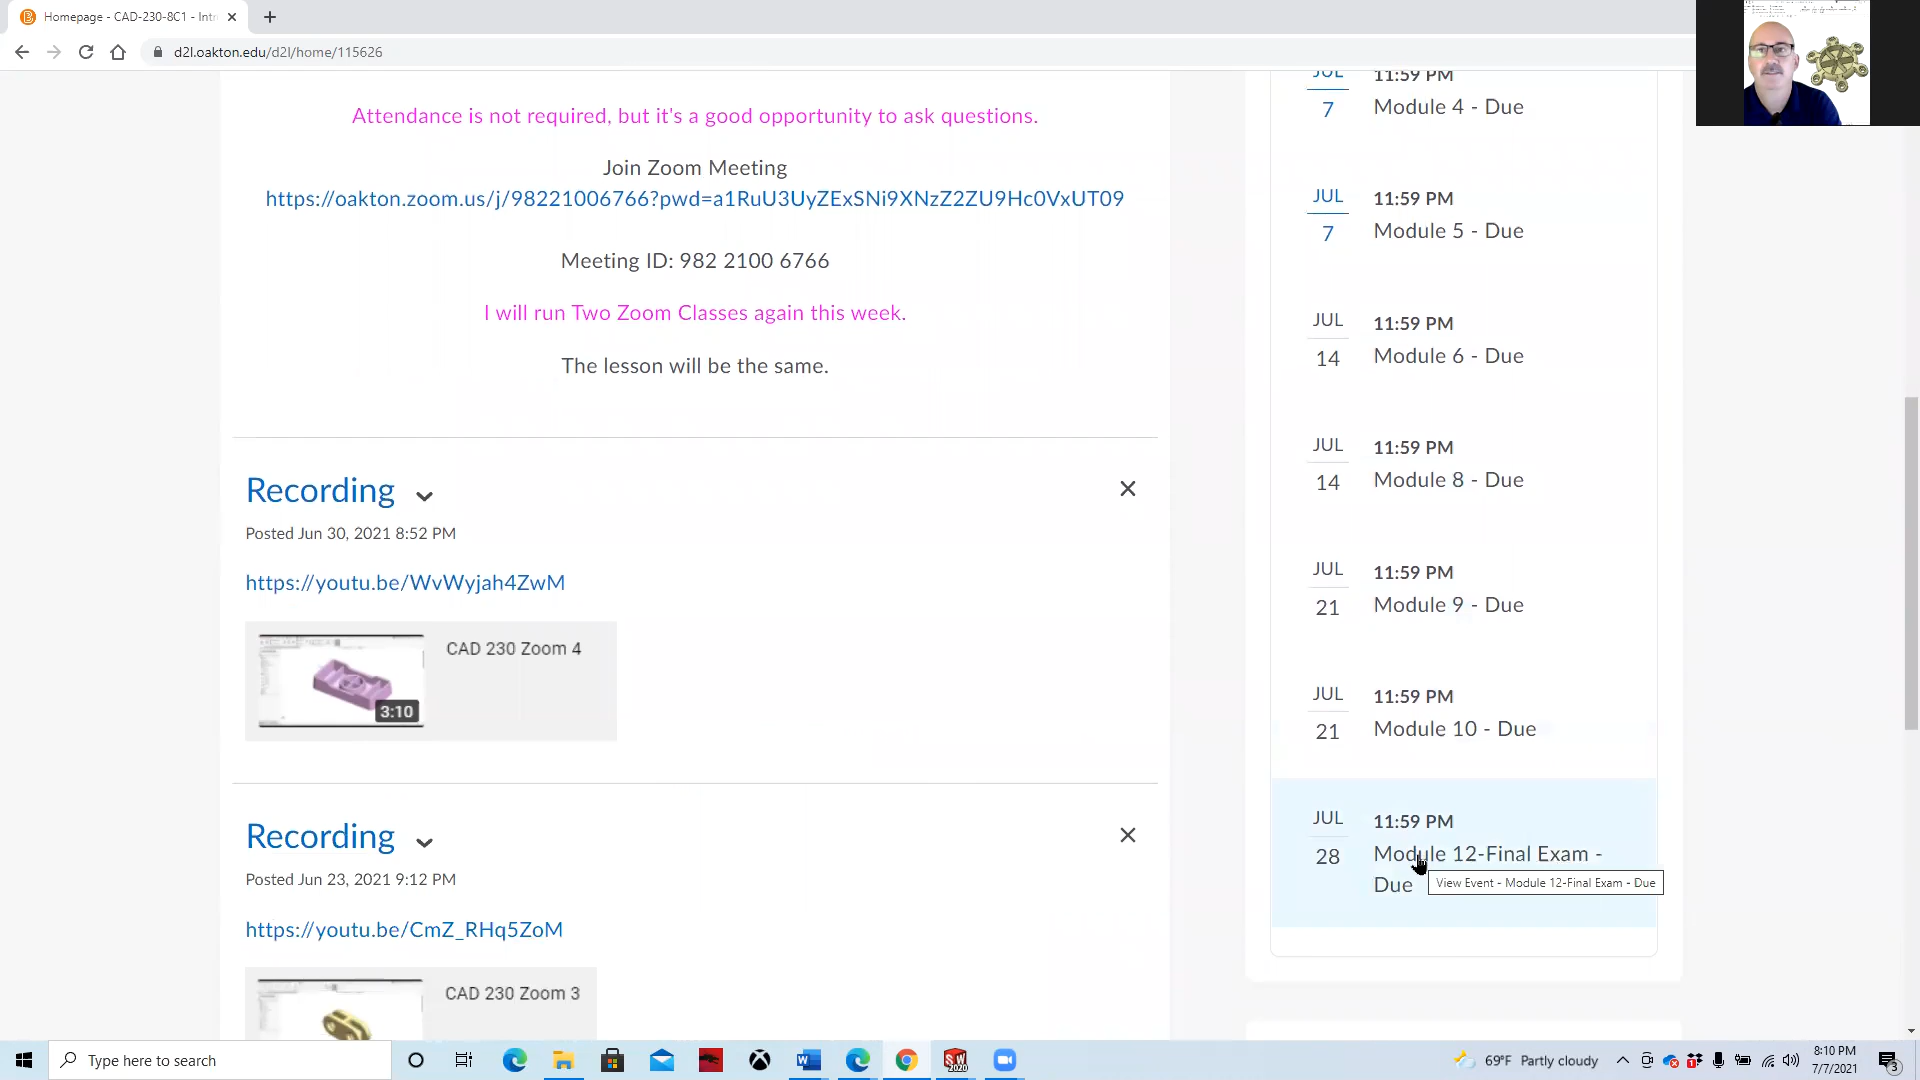 Homepage - CAD-230-8C1 - Intr
d2l.oakton.edu/d2l/home/115626
Attendance is not required, but it's a good opportunity to ask questions.
Join Zoom Meeting
https://oakton.zoom.us/j/98221006766?pwd=a1RuU3UyZExSNi9XNzZ2ZU9Hc0VxUT09
Meeting ID: 982 2100 6766
I will run Two Zoom Classes again this week.
The lesson will be the same.
Recording
Posted Jun 30, 2021 8:52 PM
https://youtu.be/WvWyjah4ZwM
CAD 230 Zoom 4
3:10
Recording
Posted Jun 23, 2021 9:12 PM
https://youtu.be/CmZ_RHq5ZoM
CAD 230 Zoom 3
JUL
7
11:59 PM
Module 4 - Due
JUL
7
11:59 PM
Module 5 - Due
JUL
14
11:59 PM
Module 6 - Due
JUL
14
11:59 PM
Module 8 - Due
JUL
21
11:59 PM
Module 9 - Due
JUL
21
11:59 PM
Module 10 - Due
JUL
28
11:59 PM
Module 12-Final Exam -
Due
View Event - Module 12-Final Exam - Due
Type here to search
SW
2020
69°F Partly cloudy
8:10 PM
7/7/2021
3